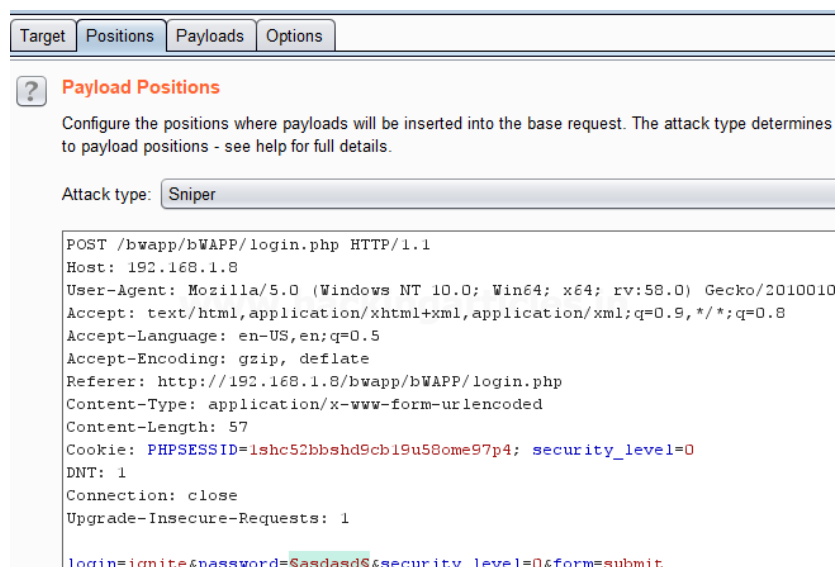 Target Positions Payloads Options
? Payload Positions
Configure the positions where payloads will be inserted into the base request. The attack type determines
to payload positions - see help for full details.
Attack type: Sniper
POST /bwapp/bWAPP/login.php HTTP/1.1
Host: 192.168.1.8
User-Agent: Mozilla/5.0 (Windows NT 10.0; Win64; x64; rv:58.0) Gecko/2010010
Accept: text/html,application/xhtml+xml,application/xml;q=0.9,*/*;q=0.8
Accept-Language: en-US,en;q=0.5
Accept-Encoding: gzip, deflate
Referer: http://192.168.1.8/bwapp/bWAPP/login.php
Content-Type: application/x-www-form-urlencoded
Content-Length: 57
Cookie: PHPSESSID=1shc52bbshd9cb19u58ome97p4; security_level=0
DNT: 1
Connection: close
Upgrade-Insecure-Requests: 1
login=ignite&password=§asdasd§&security_level=0&form=submit